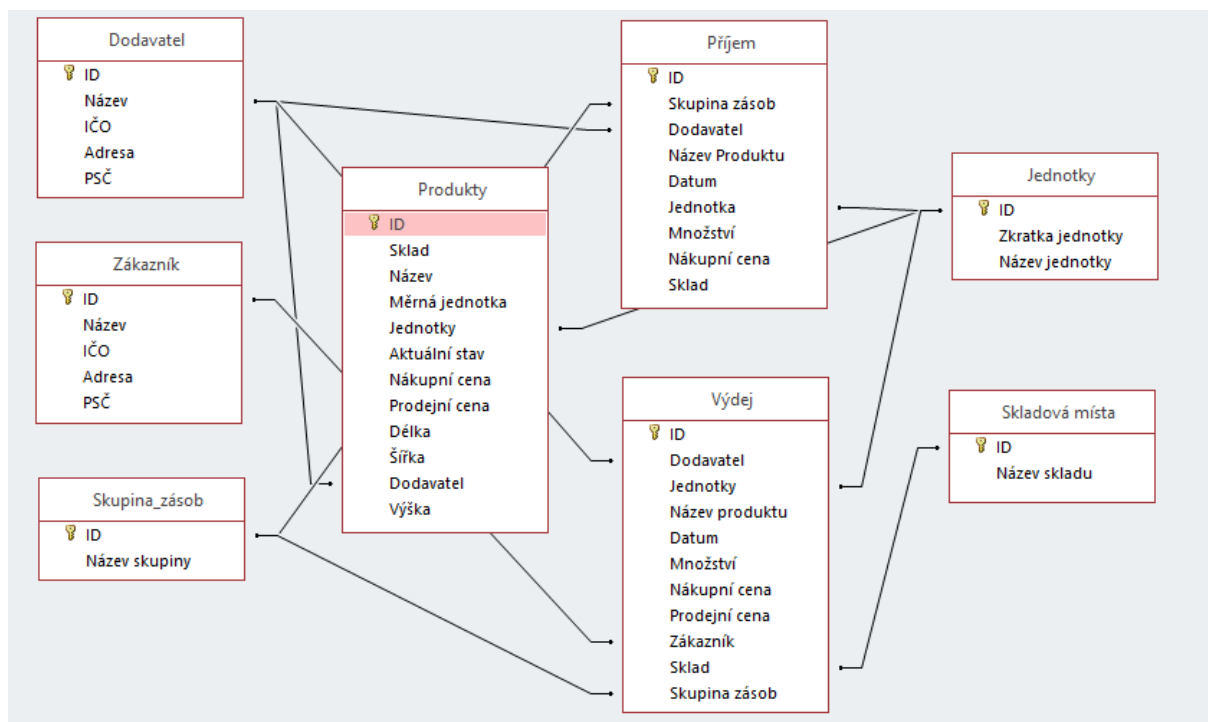 Dodavatel
ID
Název
IČO
Adresa
PSČ
Zákazník
ID
Název
IČO
Adresa
PSČ
Skupina_zásob
ID
Název skupiny
Produkty
ID
Sklad
Název
Měrná jednotka
Jednotky
Aktuální stav
Nákupní cena
Prodejní cena
Délka
Šířka
Dodavatel
Výška
Příjem
ID
Skupina zásob
Dodavatel
Název Produktu
Datum
Jednotka
Množství
Nákupní cena
Sklad
Výdej
ID
Dodavatel
Jednotky
Název produktu
Datum
Množství
Nákupní cena
Prodejní cena
Zákazník
Sklad
Skupina zásob
Jednotky
ID
Zkratka jednotky
Název jednotky
Skladová místa
ID
Název skladu